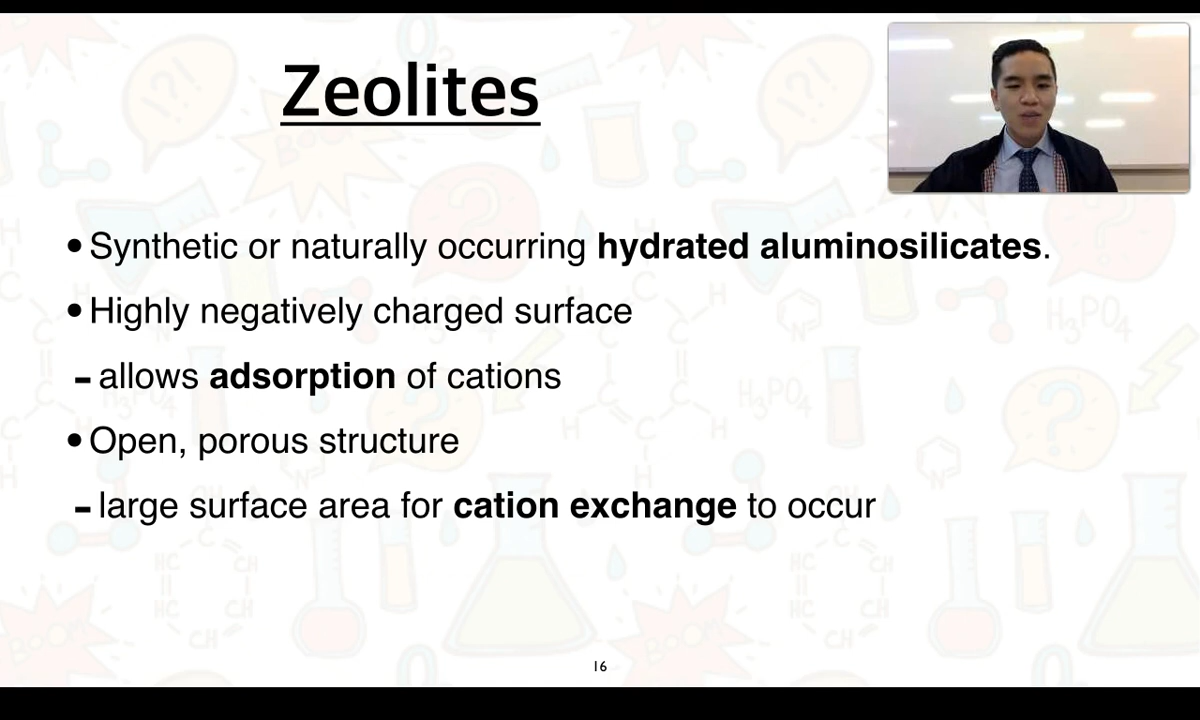 Zeolites
• Synthetic or naturally occurring hydrated aluminosilicates.
• Highly negatively charged surface
- allows adsorption of cations
• Open, porous structure
- large surface area for cation exchange to occur
16